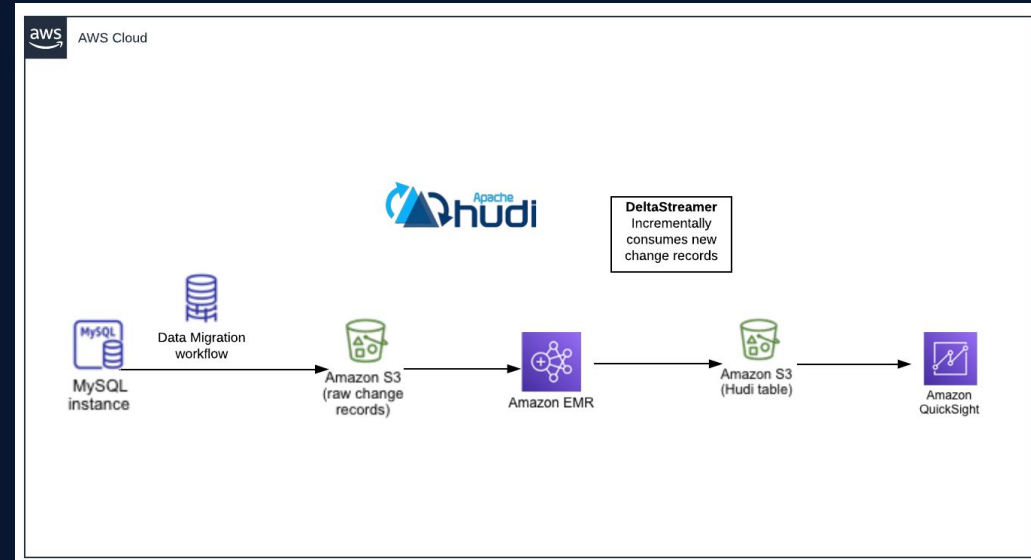 aws
AWS Cloud
Apache
hudi
DeltaStreamer
Incrementally
consumes new
change records
MySQL
Data Migration
workflow
MySQL
instance
Amazon S3
(raw change
records)
Amazon EMR
Amazon S3
(Hudi table)
Amazon
QuickSight